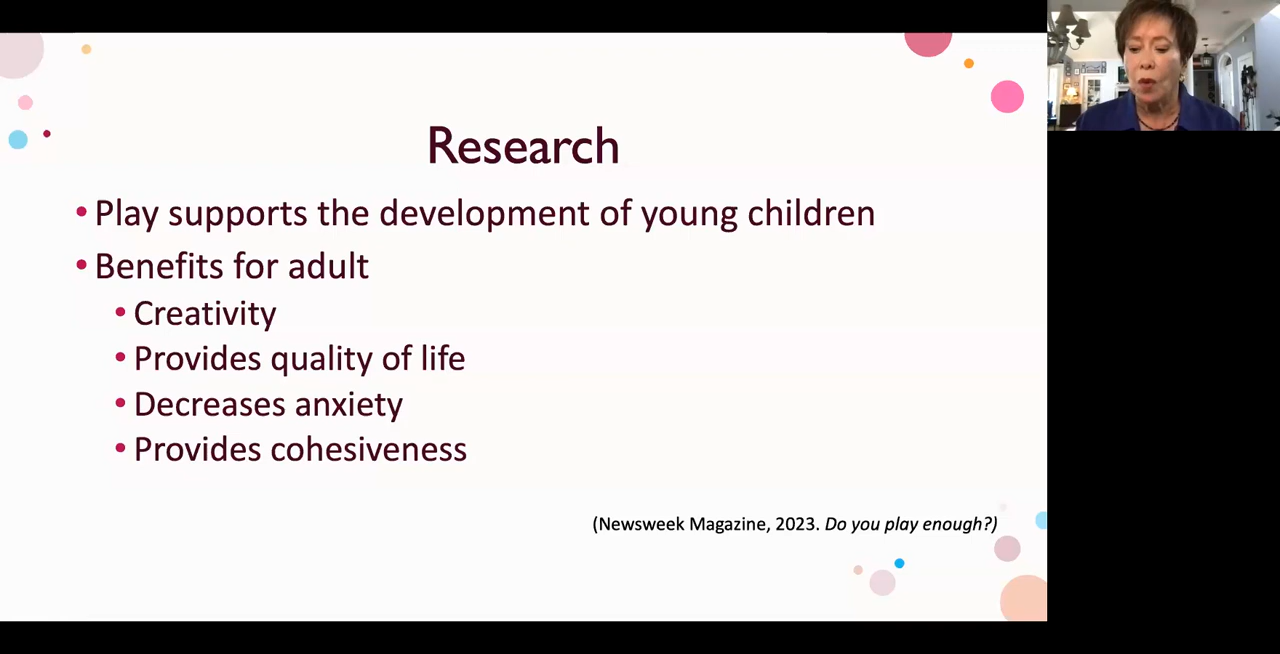 Research
• Play supports the development of young children
• Benefits for adult
• Creativity
• Provides quality of life
• Decreases anxiety
• Provides cohesiveness
(Newsweek Magazine, 2023. Do you play enough?)